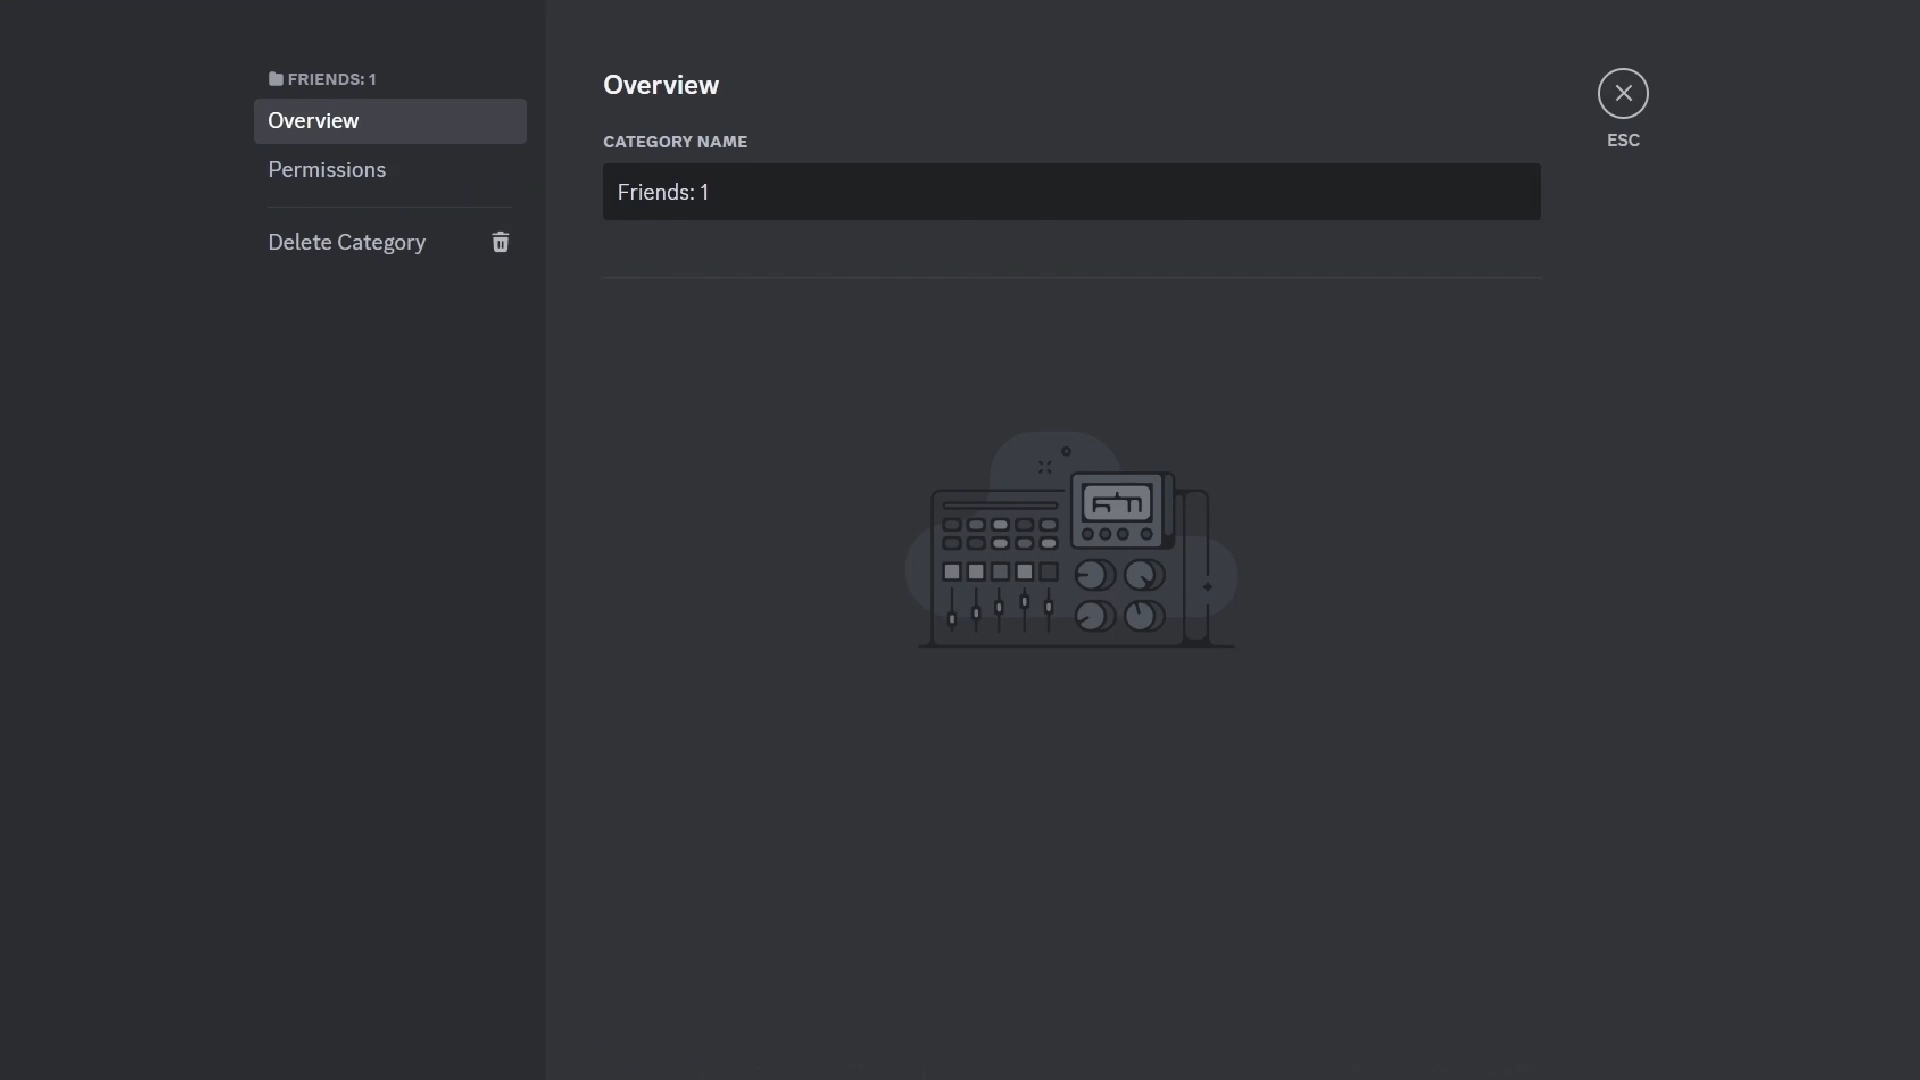 FRIENDS: 1
Overview
Permissions
Delete Category
Overview
CATEGORY NAME
Friends: 1
ESC